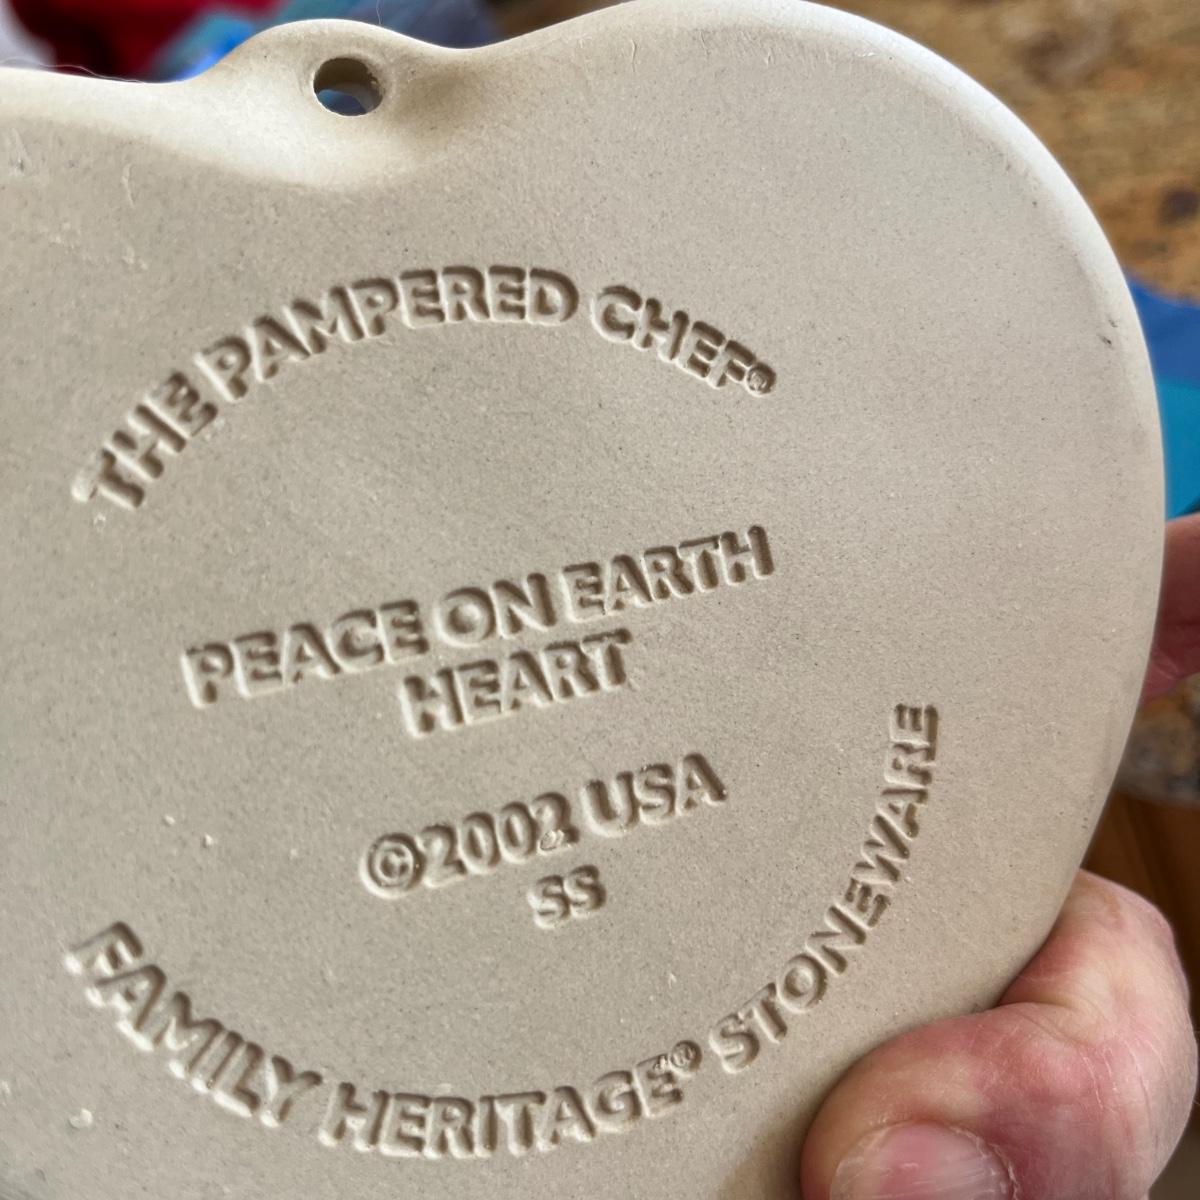 THE PAMPERED CHEF®
PEACE ON EARTH
HEART
©2002 USA
SS
FAMILY HERITAGE® STONEWARE